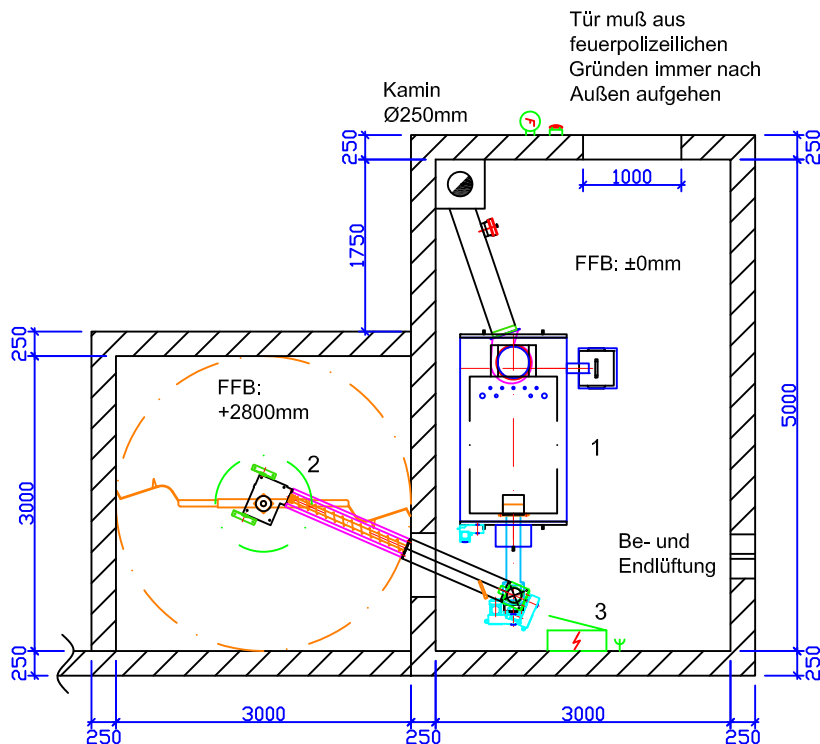 Tür muß aus
feuerpolizeilichen
Gründen immer nach
Außen aufgehen
Kamin
Ø250mm
F
250
250
1000
1750
FFB: ±0mm
250
FFB:
+2800mm
2
1
5000
3000
Be- und
Endlüftung
3
250
250
3000
3000
250
250
250